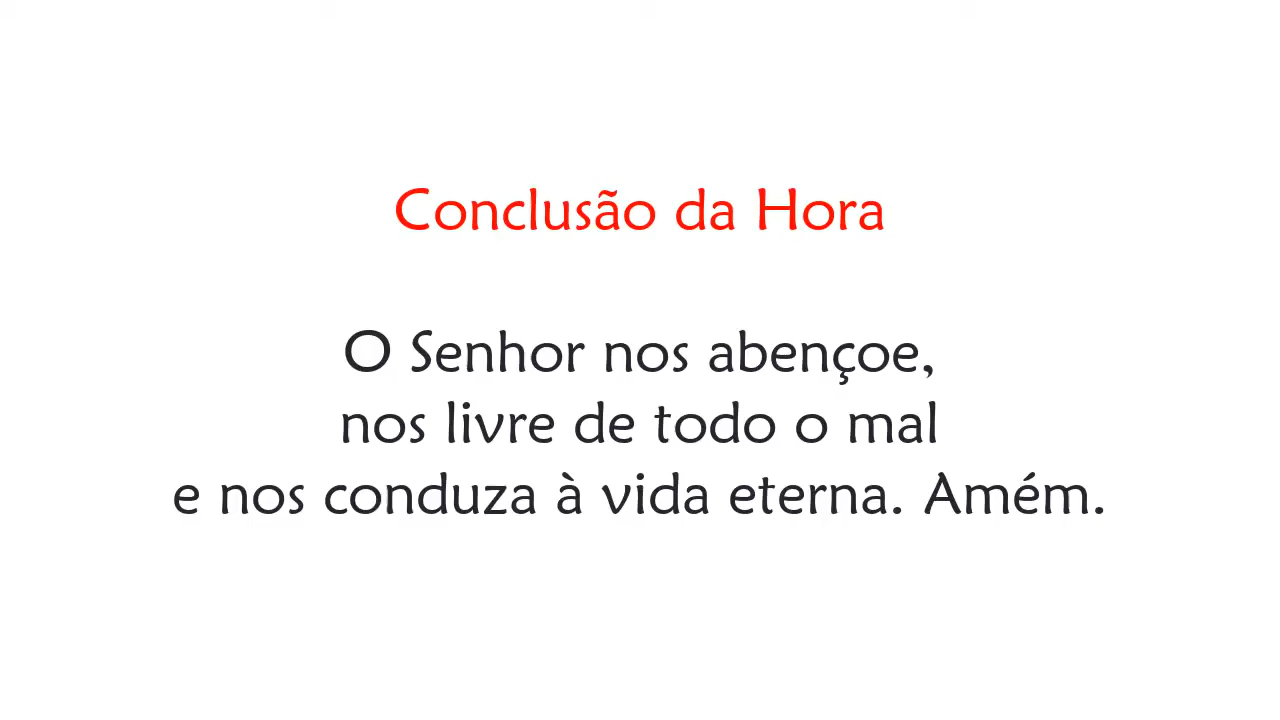 Conclusão da Hora
O Senhor nos abençoe,
nos livre de todo o mal
e nos conduza à vida eterna. Amém.